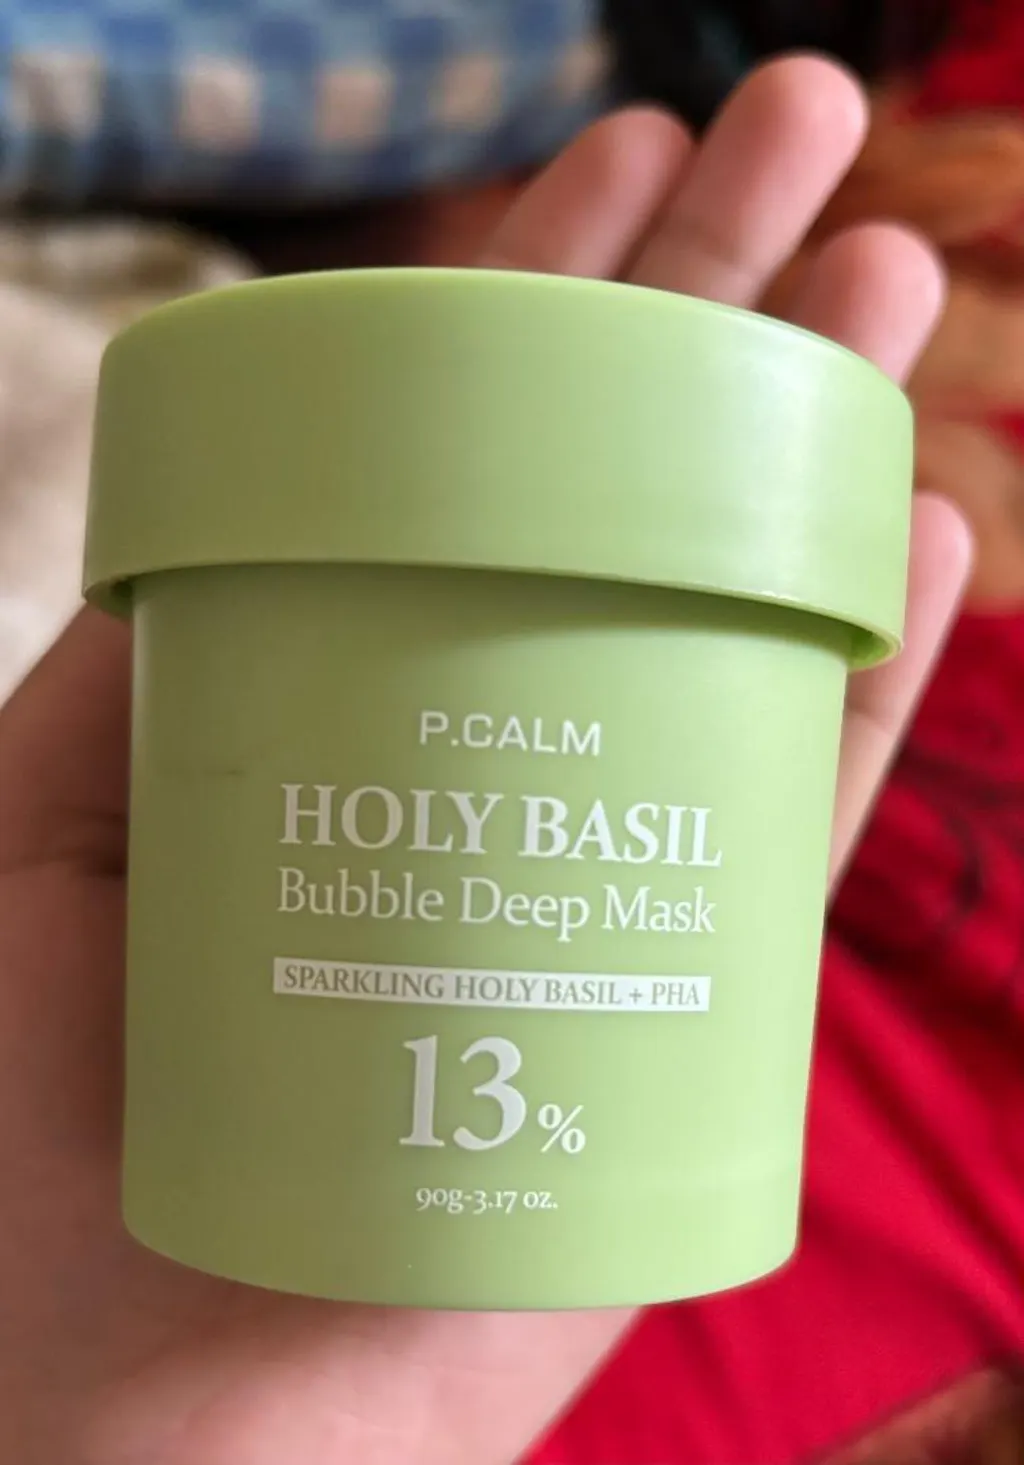 P.CALM
HOLY BASIL
Bubble Deep Mask
SPARKLING HOLY BASIL + PHA
13%
90g-3.17 oz.